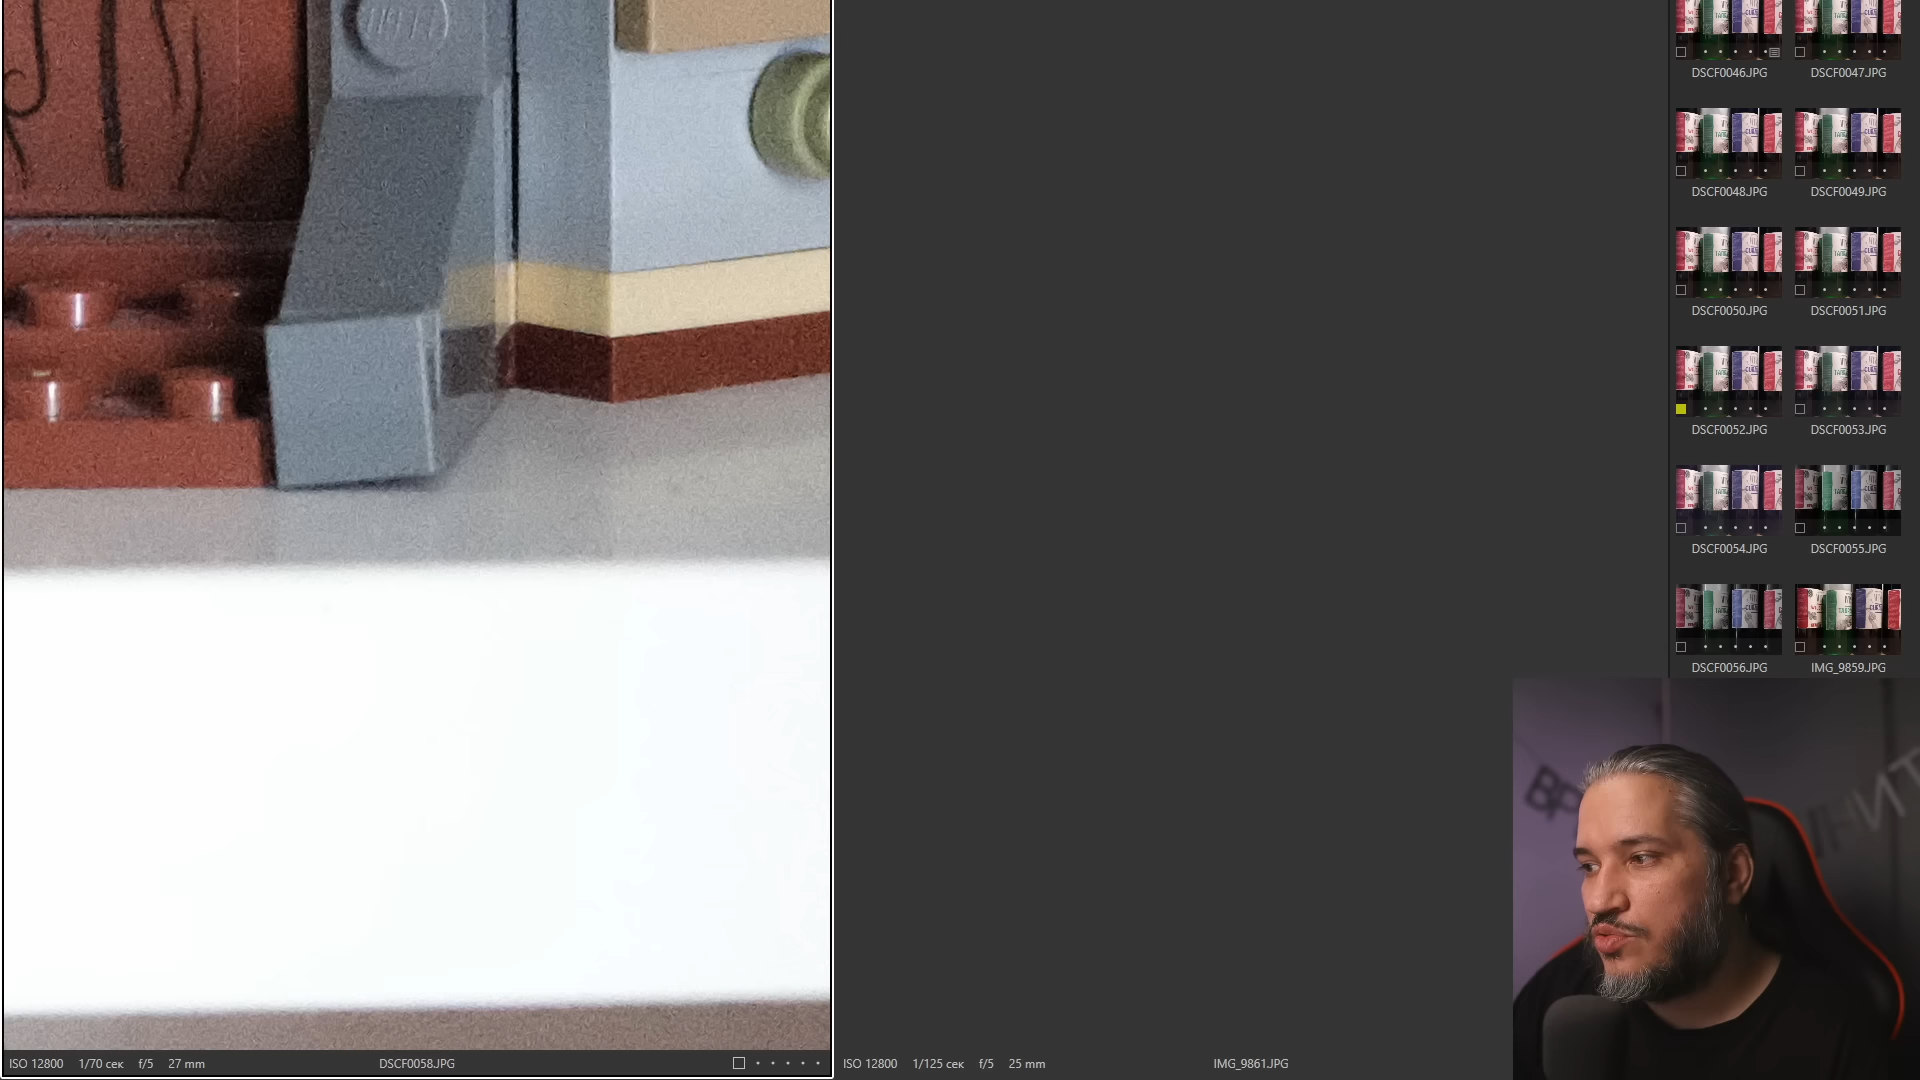 DSCF0046.JPG DSCF0047.JPG
DSCF0048.JPG DSCF0049.JPG
DSCF0050.JPG DSCF0051.JPG
DSCF0052.JPG DSCF0053.JPG
DSCF0054.JPG DSCF0055.JPG
DSCF0056.JPG IMG_9859.JPG
ВР
ISO 12800 1/70 сек f/5 27 mm DSCF0058.JPG
ISO 12800 1/125 сек f/5 25 mm IMG_9861.JPG